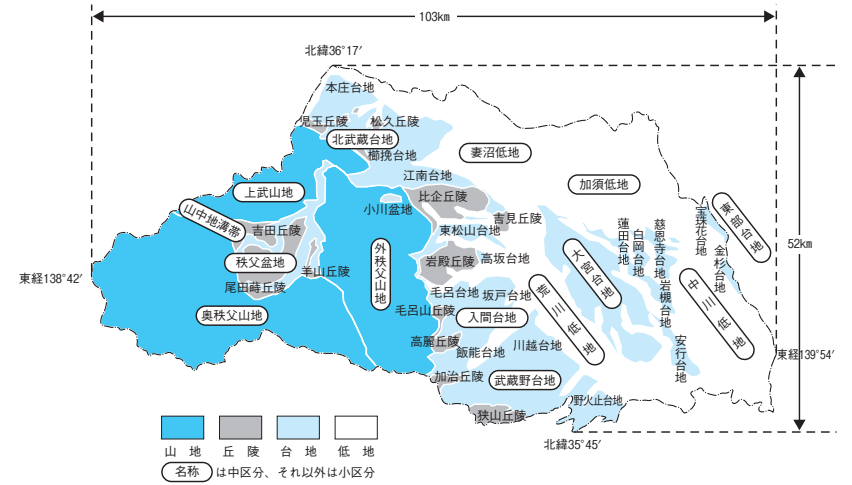 103km
北緯36°17′
本庄台地
児玉丘陵
松久丘陵
北武蔵台地
櫛挽台地
妻沼低地
江南台地
加須低地
上武山地
比企丘陵
小川盆地
山中地溝帯
吉田丘陵
吉見丘陵
東松山台地
蓮田台地
白岡台地
慈恩寺台地
宝珠花台地
東部台地
52km
外秩父山地
秩父盆地
羊山丘陵
岩殿丘陵
高坂台地
大宮台地
岩槻台地
金杉台地
中川低地
東経138°42′
尾田蒔丘陵
毛呂台地
坂戸台地
荒川低地
奥秩父山地
毛呂山丘陵
入間台地
高麗丘陵
飯能台地
川越台地
安行台地
東経139°54′
加治丘陵
武蔵野台地
野火止台地
狭山丘陵
北緯35°45′
山 地
丘 陵
台 地
低 地
名称 は中区分、それ以外は小区分